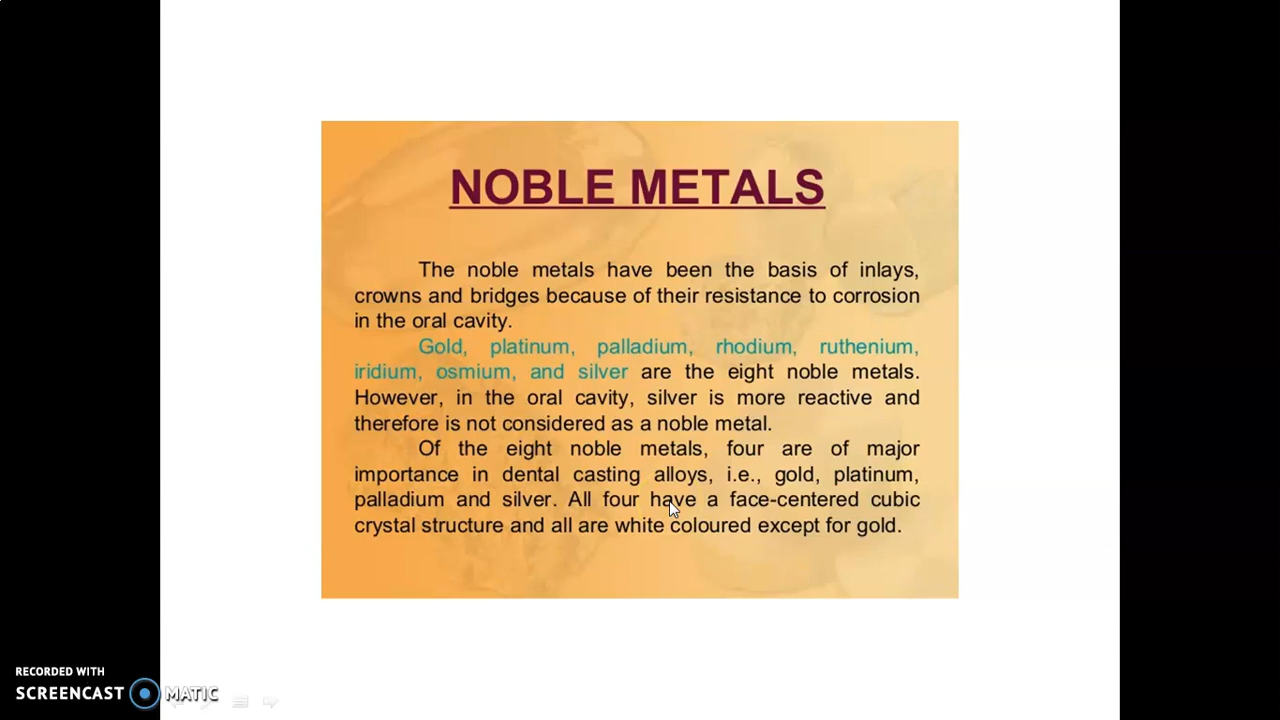 NOBLE METALS
The noble metals have been the basis of inlays,
crowns and bridges because of their resistance to corrosion
in the oral cavity.
Gold, platinum, palladium, rhodium, ruthenium,
iridium, osmium, and silver are the eight noble metals.
However, in the oral cavity, silver is more reactive and
therefore is not considered as a noble metal.
Of the eight noble metals, four are of major
importance in dental casting alloys, i.e., gold, platinum,
palladium and silver. All four have a face-centered cubic
crystal structure and all are white coloured except for gold.
RECORDED WITH
SCREENCAST MATIC